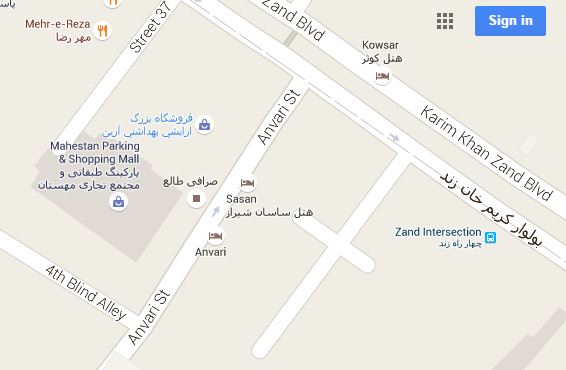 Zand Blvd
Sign in
Mehr-e-Reza
مهر رضا
Street 37
Kowsar
هتل کوثر
فروشگاه بزرگ
آرایشی بهداشتی آرین
Anvari St
Karim Khan Zand Blvd
Mahestan Parking
& Shopping Mall
پارکینگ طبقاتی و
مجتمع تجاری مهستان
صرافی طالع
Sasan
هتل ساسان شیراز
بولوار کریم خان زند
Zand Intersection
چهار راه زند
Anvari
4th Blind Alley
Anvari St